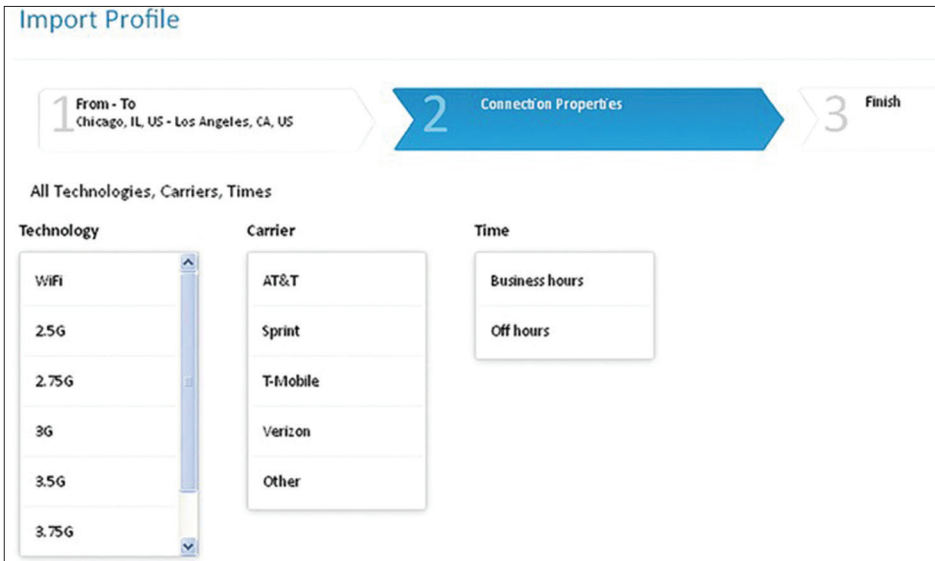 Import Profile
1 From - To
Chicago, IL, US - Los Angeles, CA, US
2 Connection Properties
3 Finish
All Technologies, Carriers, Times
Technology
WiFi
2.5G
2.75G
3G
3.5G
3.75G
Carrier
AT&T
Sprint
T-Mobile
Verizon
Other
Time
Business hours
Off hours